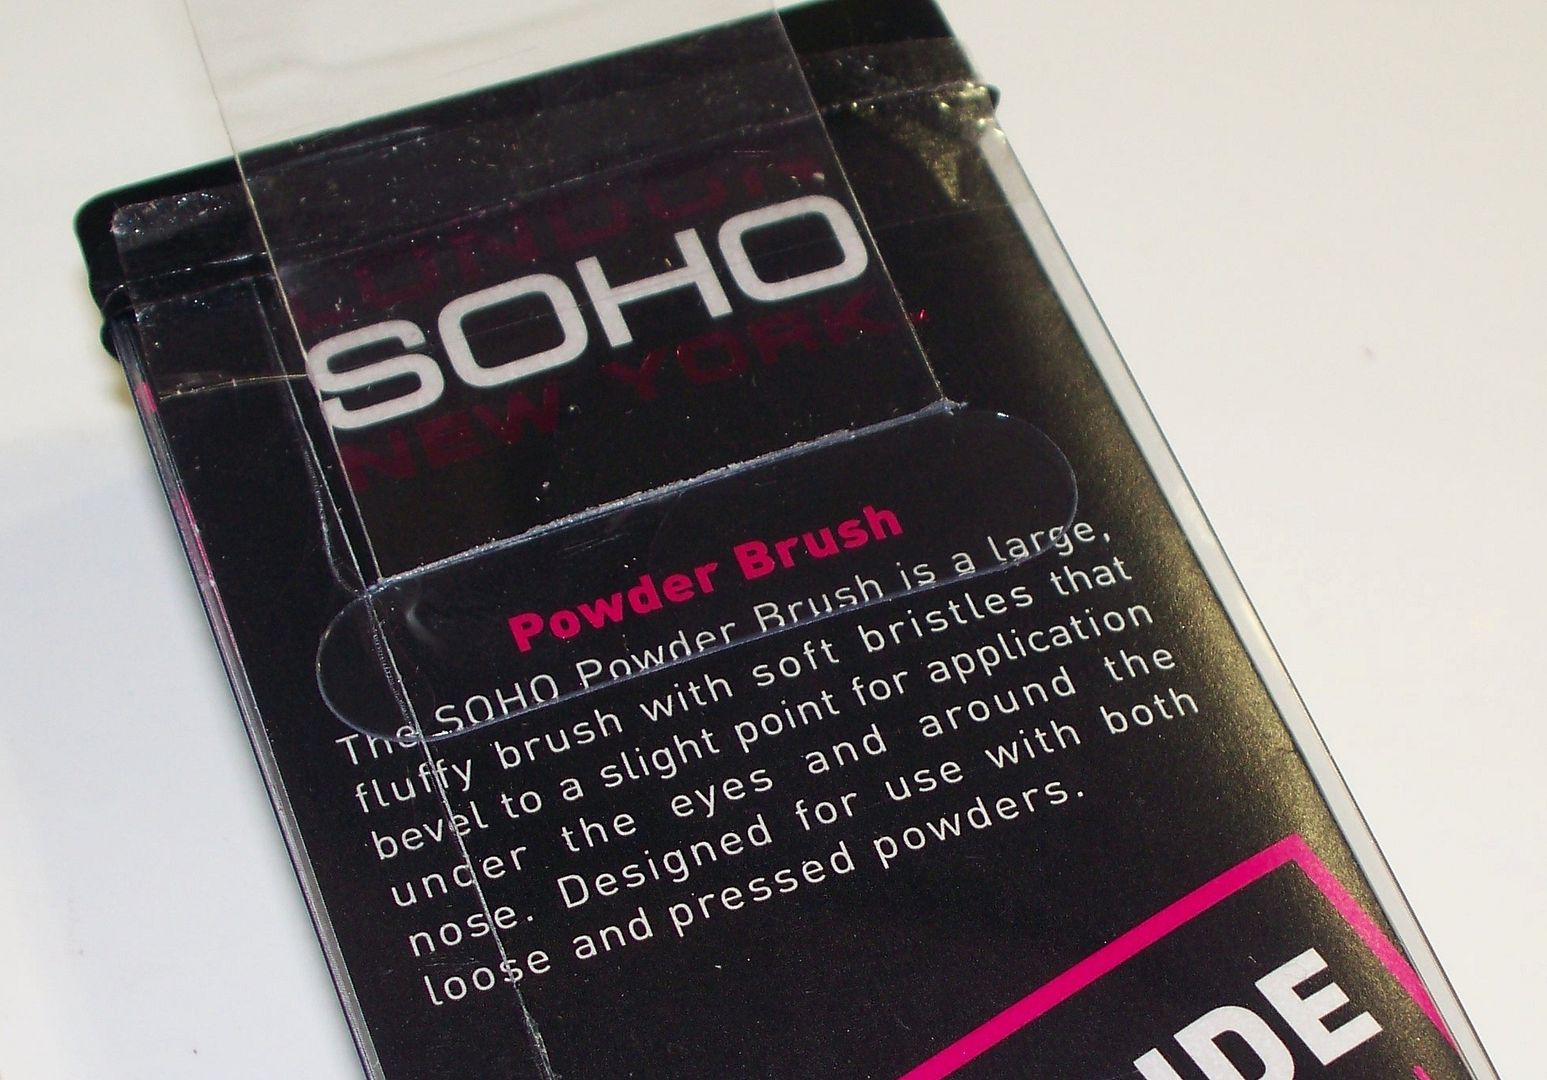 LONDON
SOHO
NEW YORK
Powder Brush
The SOHO Powder Brush is a large,
fluffy brush with soft bristles that
bevel to a slight point for application
under the eyes and around the
nose. Designed for use with both
loose and pressed powders.